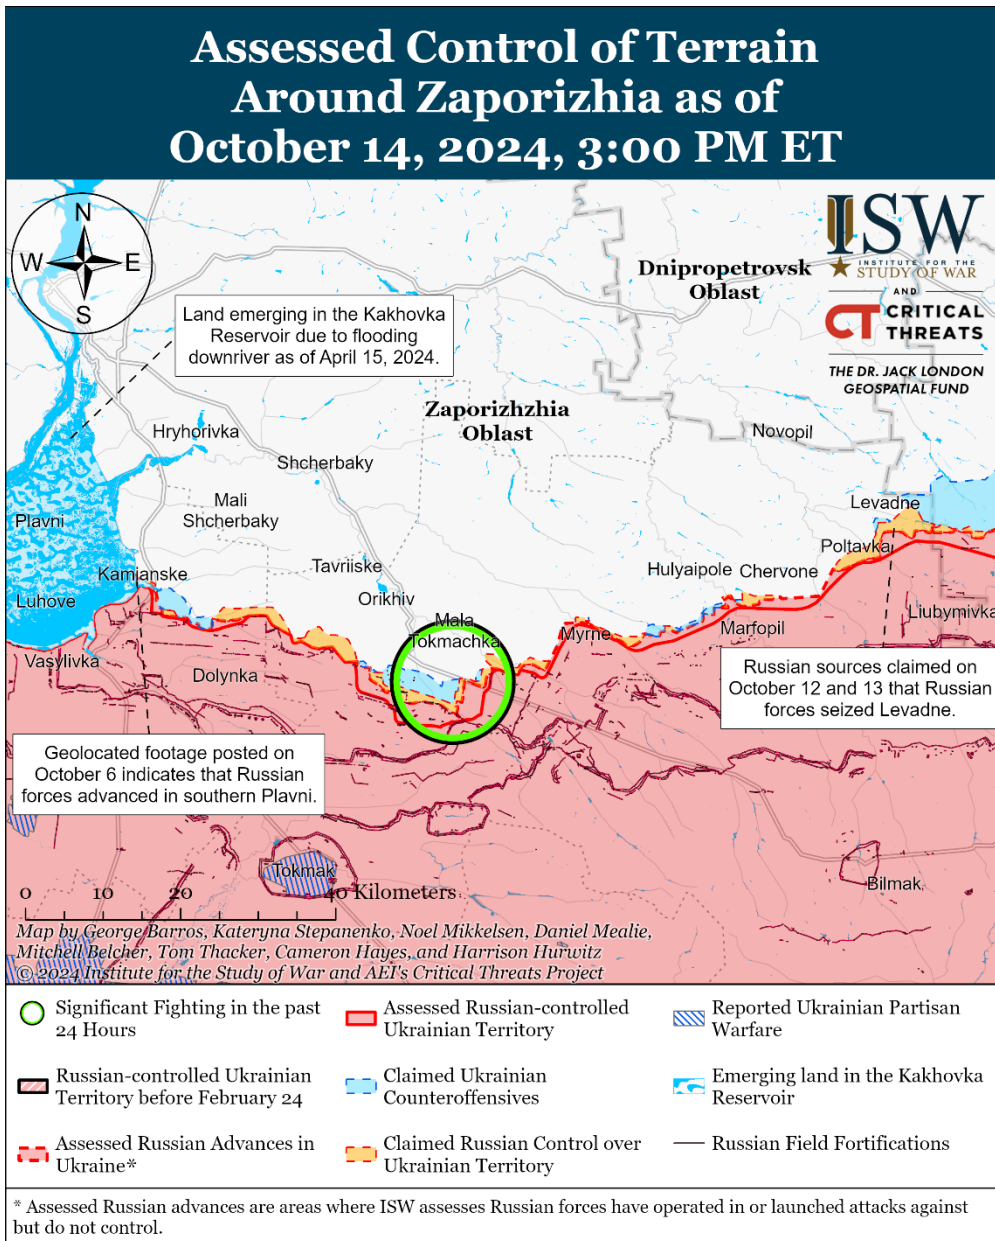 Assessed Control of Terrain
Around Zaporizhia as of
October 14, 2024, 3:00 PM ET
N
W
E
S
ISW
INSTITUTE FOR THE
STUDY OF WAR
AND
CT CRITICAL
THREATS
THE DR. JACK LONDON
GEOSPATIAL FUND
Dnipropetrovsk
Oblast
Land emerging in the Kakhovka
Reservoir due to flooding
downriver as of April 15, 2024.
Zaporizhzhia
Oblast
Hryhorivka
Novopil
Shcherbaky
Mali
Shcherbaky
Levadne
Plavni
Poltavka
Tavriiske
Kamianske
Hulyaipole
Chervone
Orikhiv
Luhove
Liubymivka
Mala
Tokmachka
Myrne
Marfopil
Vasylivka
Dolynka
Russian sources claimed on
October 12 and 13 that Russian
forces seized Levadne.
Geolocated footage posted on
October 6 indicates that Russian
forces advanced in southern Plavni.
Tokmak
Bilmak
0 10 20 40 Kilometers
Map by George Barros, Kateryna Stepanenko, Noel Mikkelsen, Daniel Mealie,
Mitchell Belcher, Tom Thacker, Cameron Hayes, and Harrison Hurwitz
© 2024 Institute for the Study of War and AEI's Critical Threats Project
Significant Fighting in the past
24 Hours
Assessed Russian-controlled
Ukrainian Territory
Reported Ukrainian Partisan
Warfare
Russian-controlled Ukrainian
Territory before February 24
Claimed Ukrainian
Counteroffensives
Emerging land in the Kakhovka
Reservoir
Assessed Russian Advances in
Ukraine*
Claimed Russian Control over
Ukrainian Territory
Russian Field Fortifications
* Assessed Russian advances are areas where ISW assesses Russian forces have operated in or launched attacks against
but do not control.